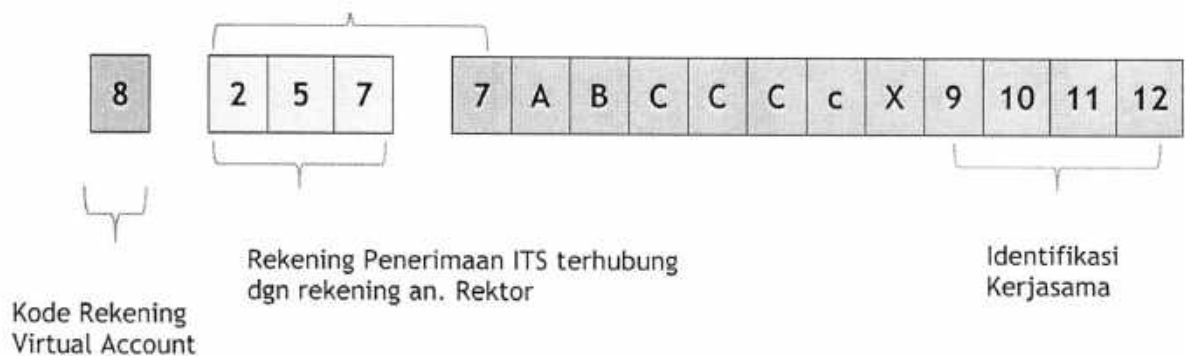 8 2 5 7 7 A B C C C c X 9 10 11 12
Rekening Penerimaan ITS terhubung
dgn rekening an. Rektor
Identifikasi
Kerjasama
Kode Rekening
Virtual Account